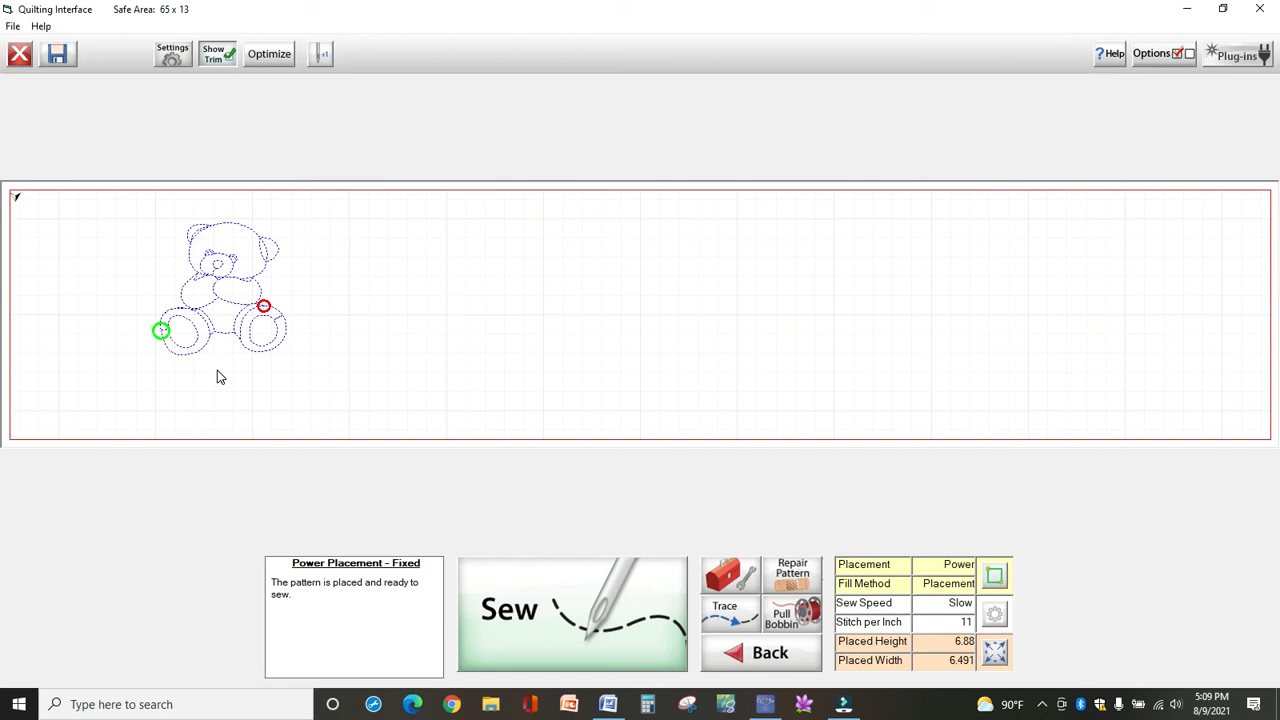 Quilting Interface Safe Area: 65 x 13
File Help
Settings Show Trim Optimize +1 ?Help Options Plug-ins
Power Placement - Fixed
The pattern is placed and ready to
sew.
Sew
Repair
Pattern
Trace
Pull
Bobbin
Back
Placement Power
Fill Method Placement
Sew Speed Slow
Stitch per Inch 11
Placed Height 6.88
Placed Width 6.491
Type here to search
90°F
5:09 PM
8/9/2021